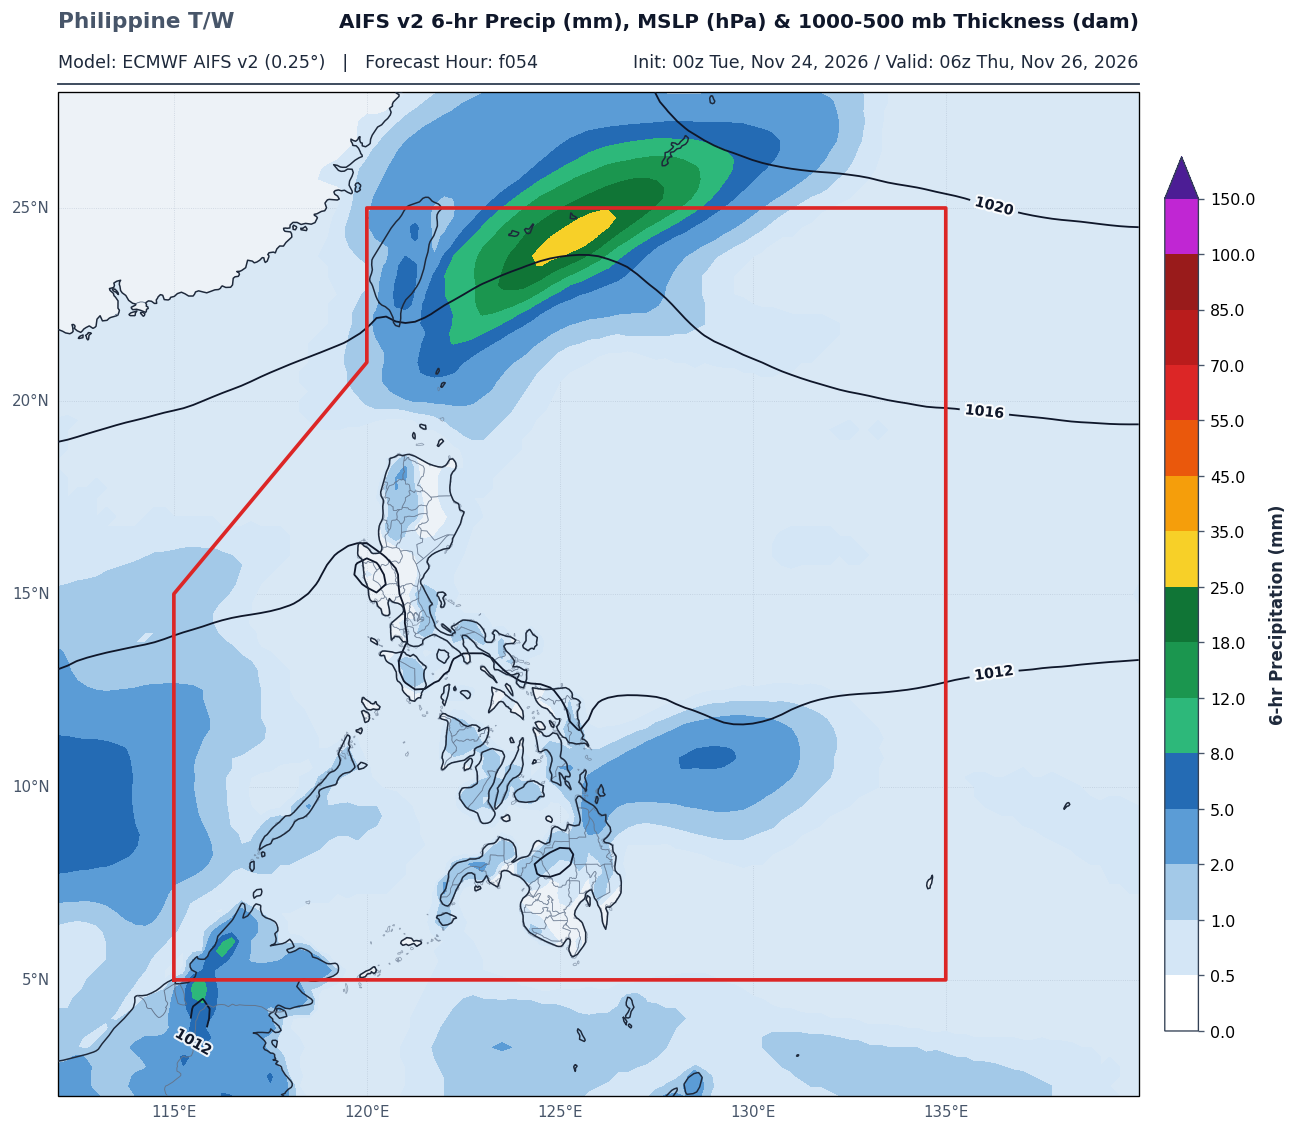 Philippine T/W
AIFS v2 6-hr Precip (mm), MSLP (hPa) & 1000-500 mb Thickness (dam)
Model: ECMWF AIFS v2 (0.25°) | Forecast Hour: f054
Init: 00z Tue, Nov 24, 2026 / Valid: 06z Thu, Nov 26, 2026
25°N
20°N
15°N
10°N
5°N
115°E
120°E
125°E
130°E
135°E
1020
1016
1012
1012
150.0
100.0
85.0
70.0
55.0
45.0
35.0
25.0
18.0
12.0
8.0
5.0
2.0
1.0
0.5
0.0
6-hr Precipitation (mm)